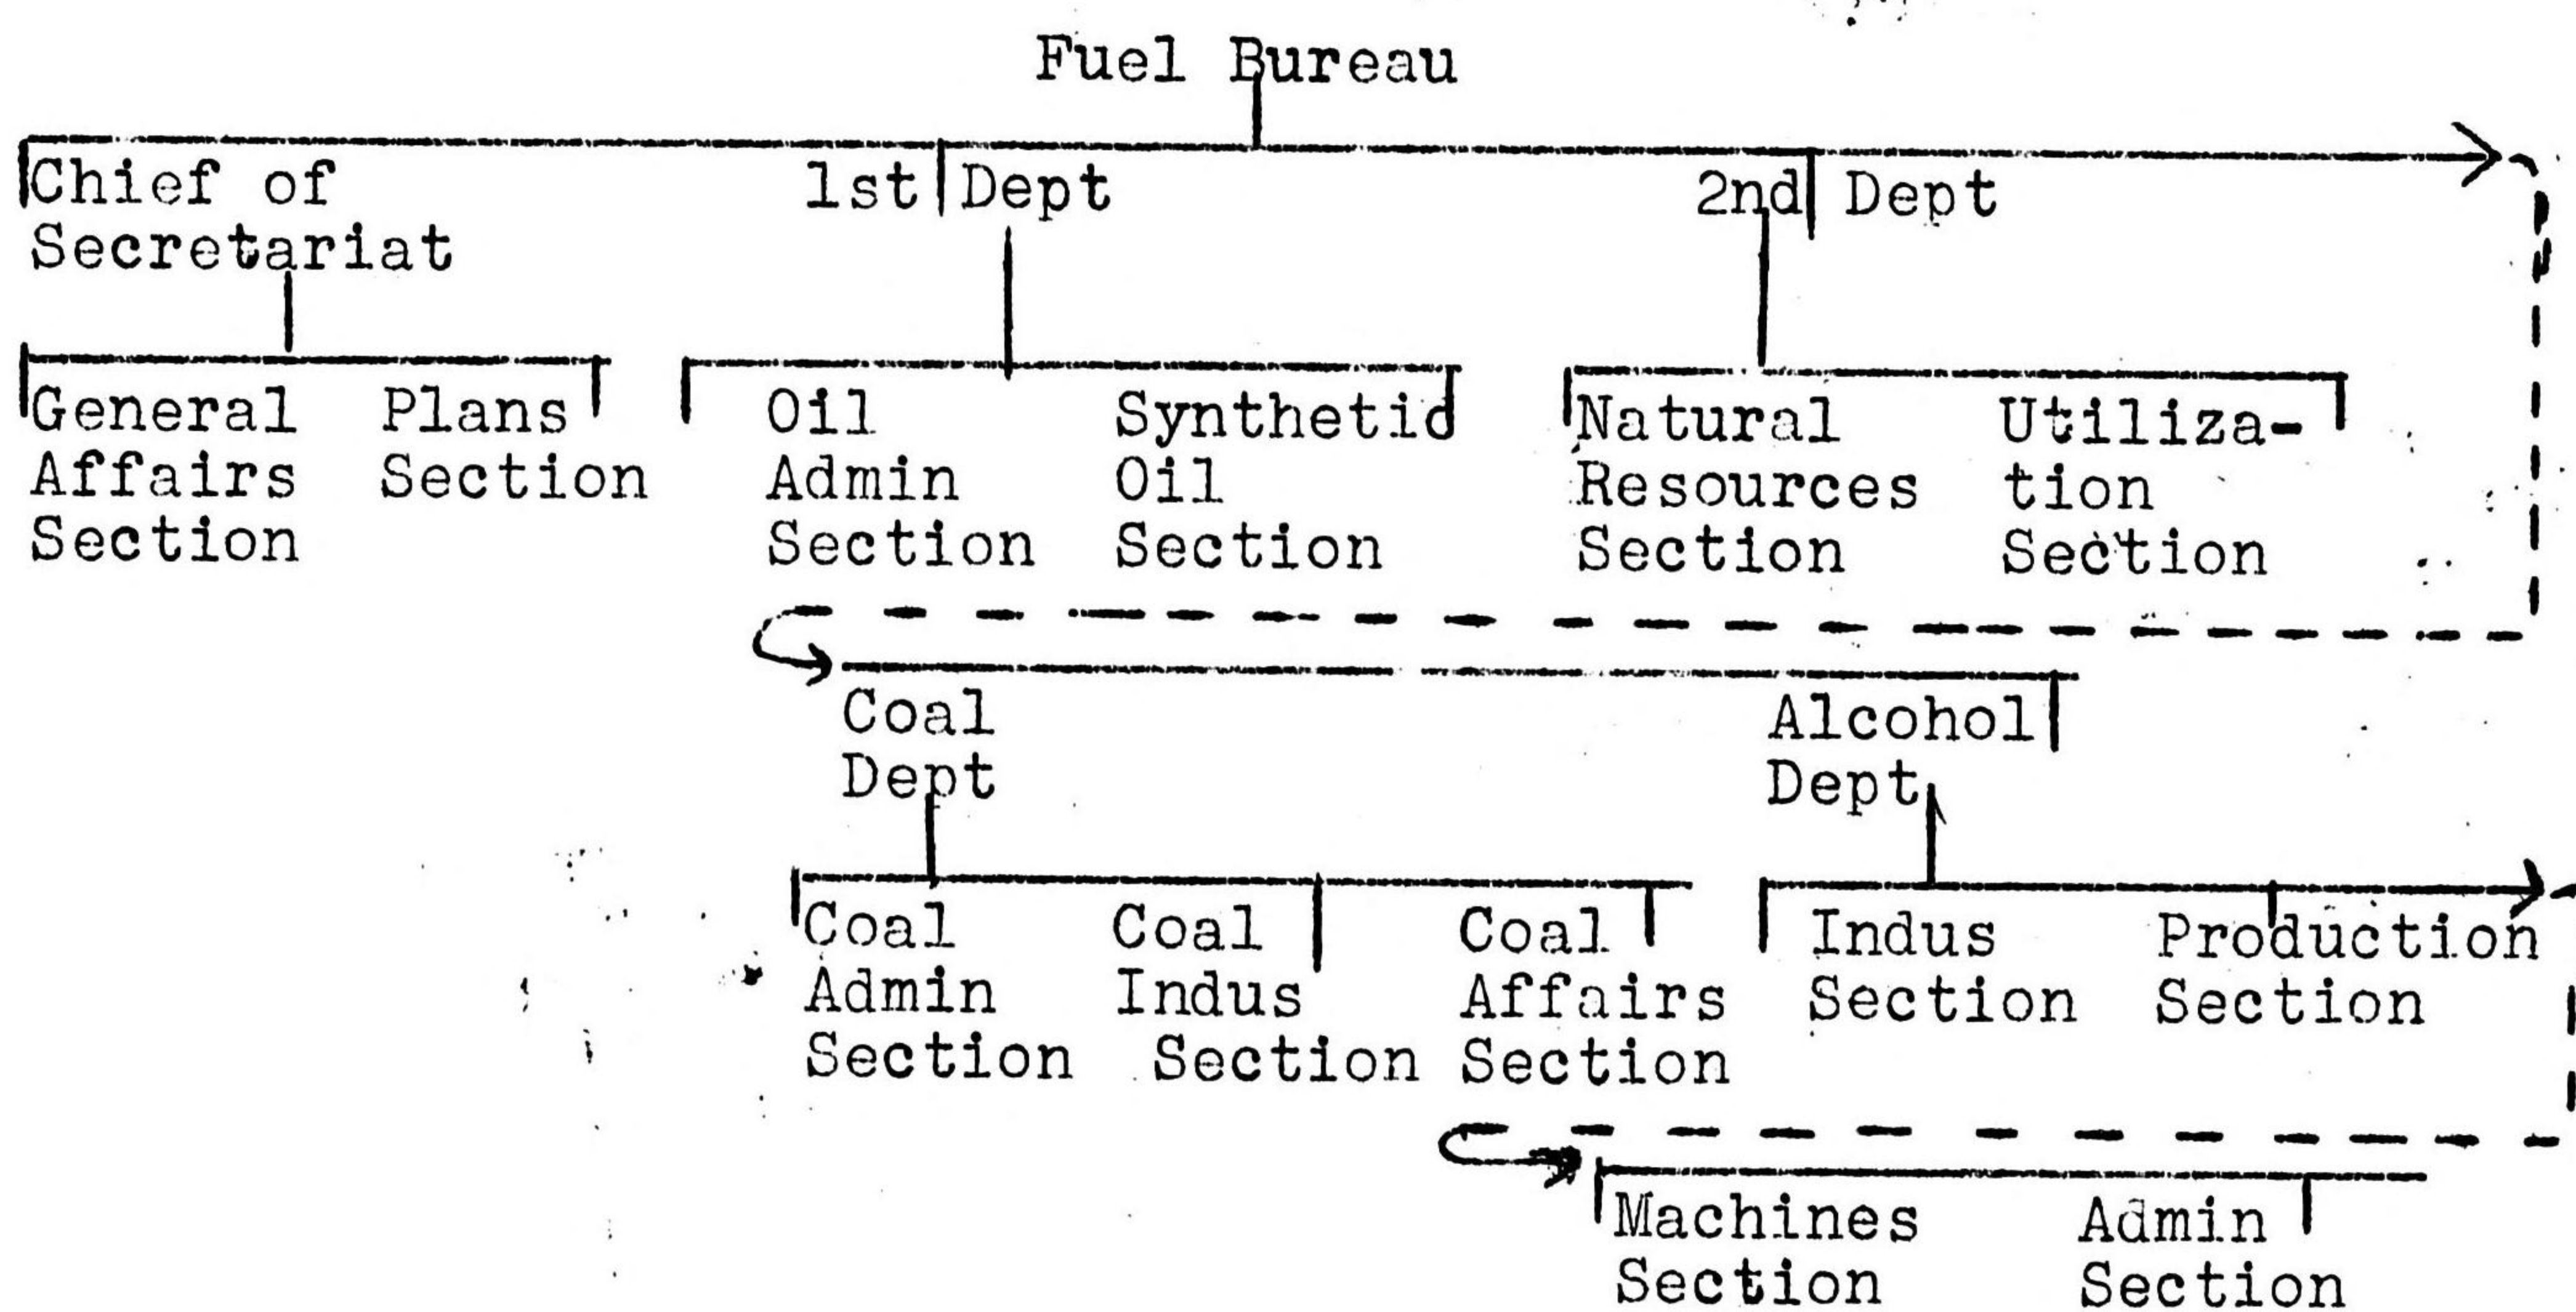 Fuel Bureau
Chief of
Secretariat
1st Dept
2nd Dept
General
Affairs
Section
Plans
Section
Oil
Admin
Section
Synthetic
Oil
Section
Natural
Resources
Section
Utiliza-
tion
Section
Coal
Dept
Alcohol
Dept
Coal
Admin
Section
Coal
Indus
Section
Coal
Affairs
Section
Indus
Section
Production
Section
Machines
Section
Admin
Section